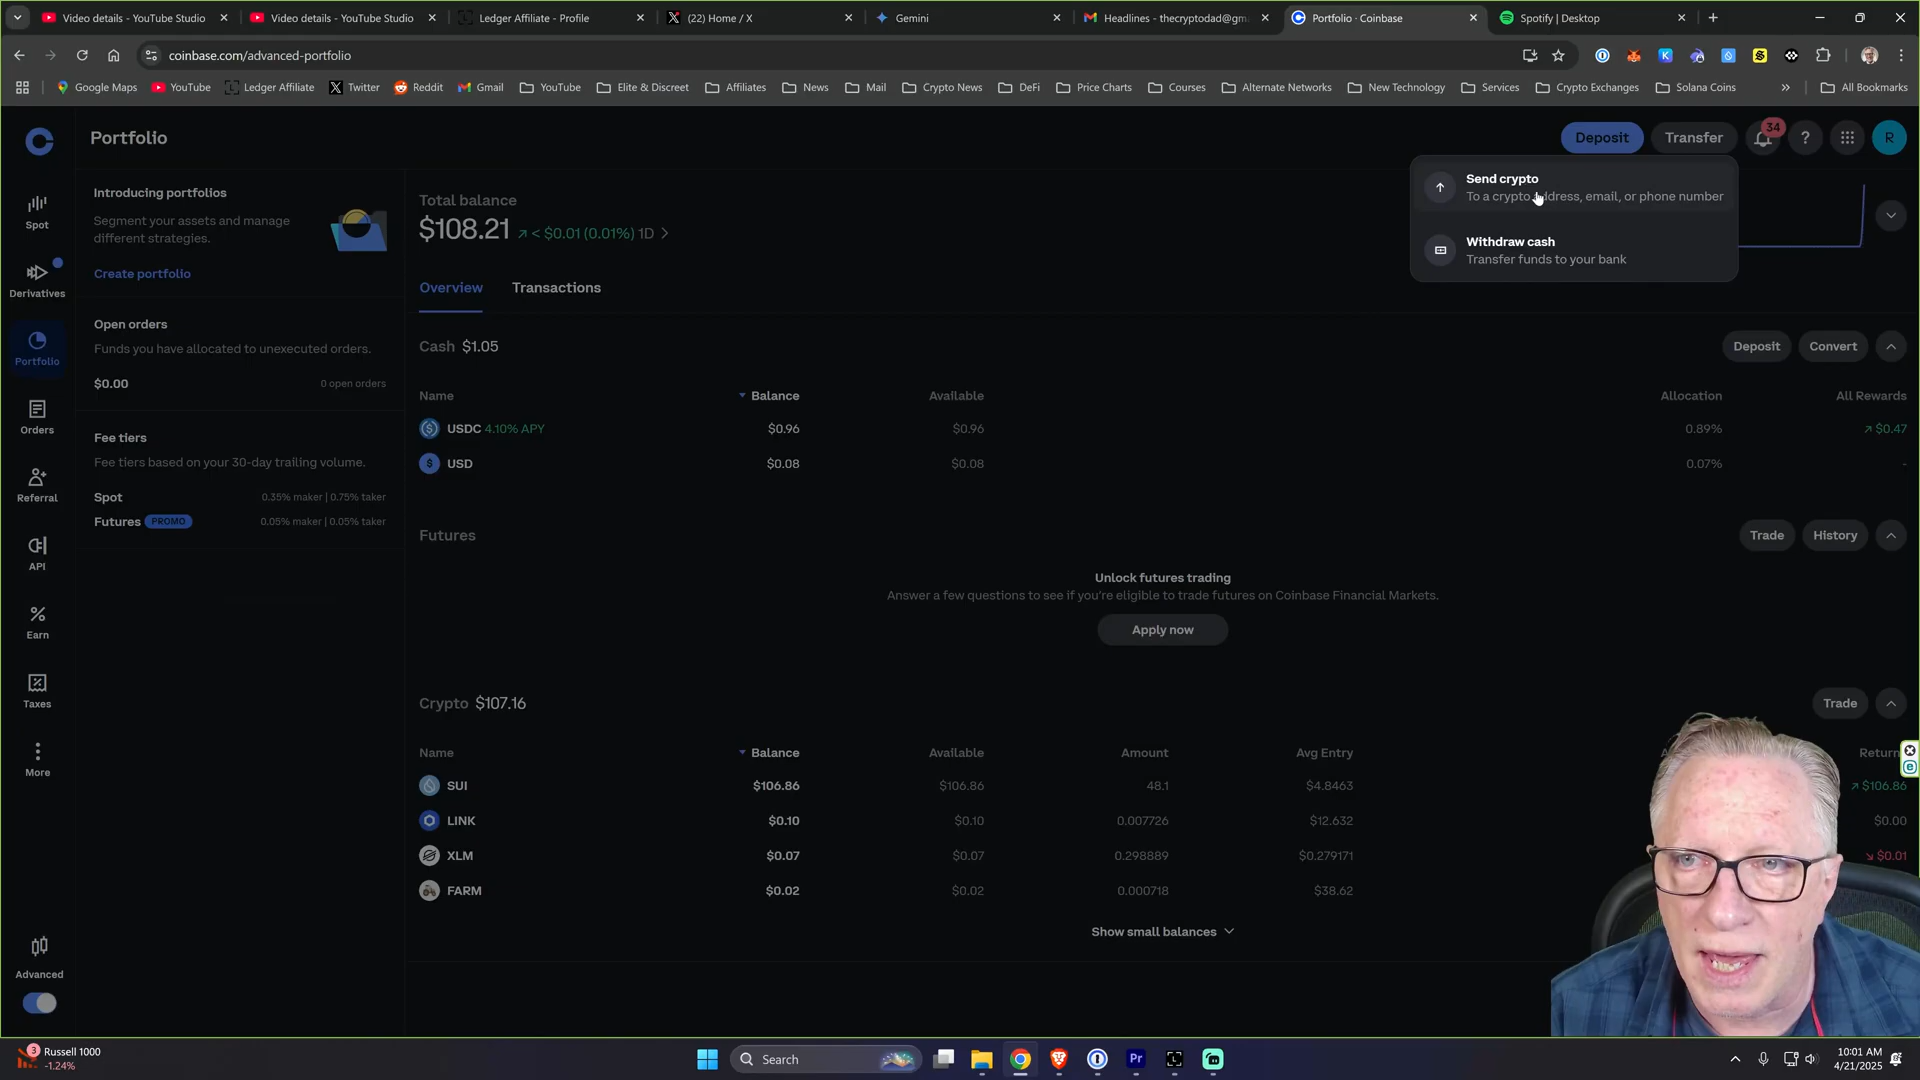 Video details - YouTube Studio
Video details - YouTube Studio
Ledger Affiliate - Profile
(22) Home / X
Gemini
Headlines - thecryptodad@gm
Portfolio · Coinbase
Spotify | Desktop
coinbase.com/advanced-portfolio
Google Maps
YouTube
Ledger Affiliate
Twitter
Reddit
Gmail
YouTube
Elite & Discreet
Affiliates
News
Mail
Crypto News
DeFi
Price Charts
Courses
Alternate Networks
New Technology
Services
Crypto Exchanges
Solana Coins
All Bookmarks
Portfolio
Deposit
Transfer
34
?
R
Send crypto
To a crypto address, email, or phone number
Withdraw cash
Transfer funds to your bank
Spot
Derivatives
Portfolio
Orders
Referral
API
Earn
Taxes
More
Advanced
Introducing portfolios
Segment your assets and manage
different strategies.
Create portfolio
Open orders
Funds you have allocated to unexecuted orders.
$0.00 0 open orders
Fee tiers
Fee tiers based on your 30-day trailing volume.
Spot 0.35% maker | 0.75% taker
Futures PROMO 0.05% maker | 0.05% taker
Total balance
$108.21 ↗ < $0.01 (0.01%) 1D
Overview Transactions
Cash $1.05 Deposit Convert
Name Balance Available Allocation All Rewards
USDC 4.10% APY $0.96 $0.96 0.89% ↗ $0.47
USD $0.08 $0.08 0.07% -
Futures Trade History
Unlock futures trading
Answer a few questions to see if you're eligible to trade futures on Coinbase Financial Markets.
Apply now
Crypto $107.16 Trade
Name Balance Available Amount Avg Entry Return
SUI $106.86 $106.86 48.1 $4.8463 ↗ $106.86
LINK $0.10 $0.10 0.007726 $12.632 $0.00
XLM $0.07 $0.07 0.298889 $0.279171 ↘ $0.01
FARM $0.02 $0.02 0.000718 $38.62
Show small balances
3
Russell 1000
-1.24%
Search
Pr
10:01 AM
4/21/2025